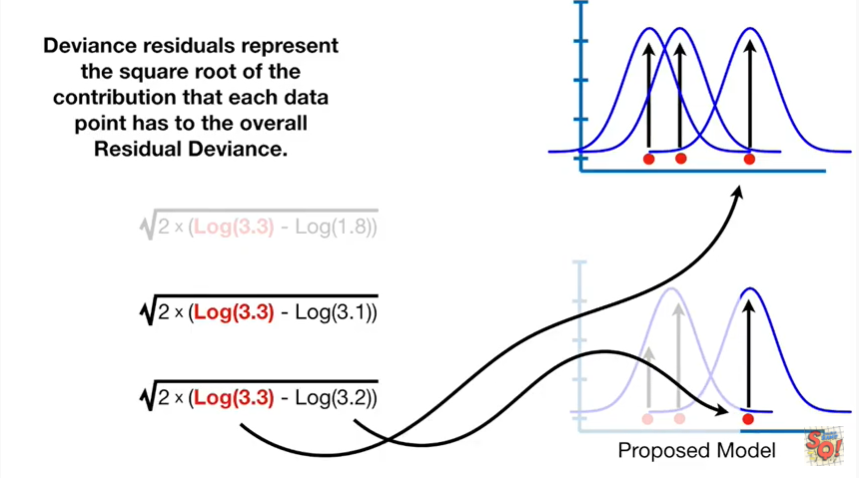 Deviance residuals represent
the square root of the
contribution that each data
point has to the overall
Residual Deviance.
√2 × (Log(3.3) - Log(1.8))
√2 × (Log(3.3) - Log(3.1))
√2 × (Log(3.3) - Log(3.2))
Proposed Model
SQ!